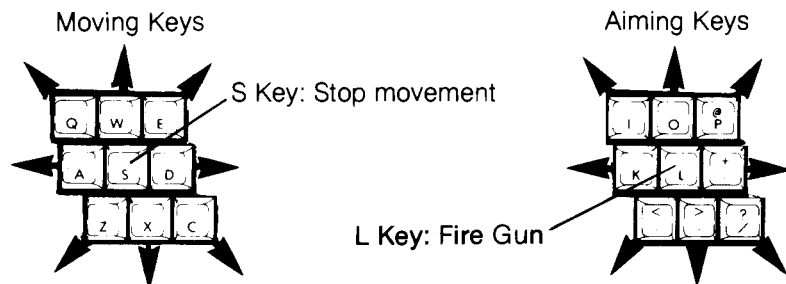 Moving Keys
Aiming Keys
S Key: Stop movement
Q W E
I O @ P
A S D
K L +
Z X C
< > ? /
L Key: Fire Gun